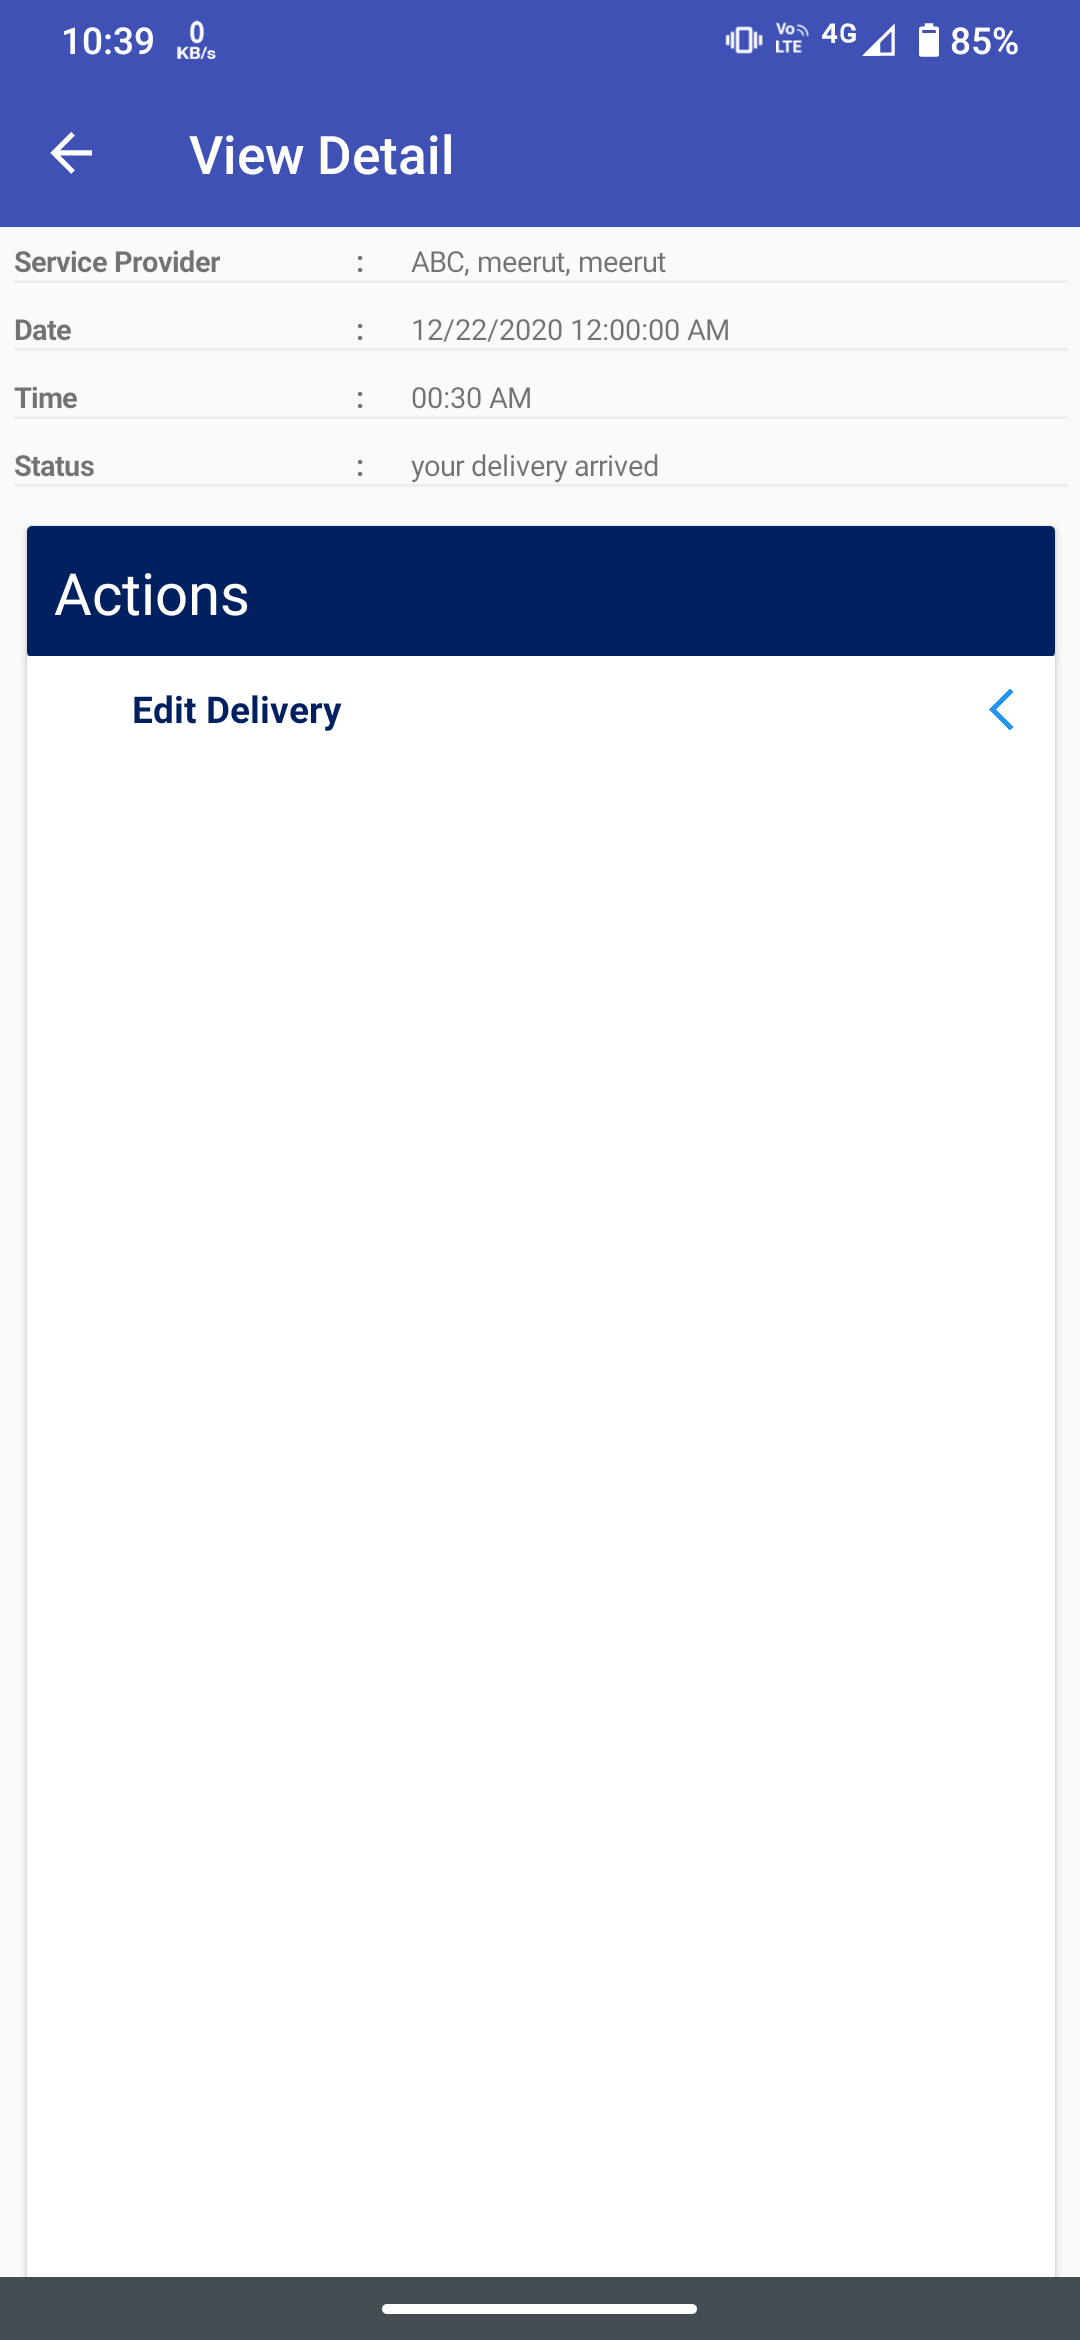 10:39 0 KB/s Vo LTE 4G 85%
View Detail
Service Provider : ABC, meerut, meerut
Date : 12/22/2020 12:00:00 AM
Time : 00:30 AM
Status : your delivery arrived
Actions
Edit Delivery